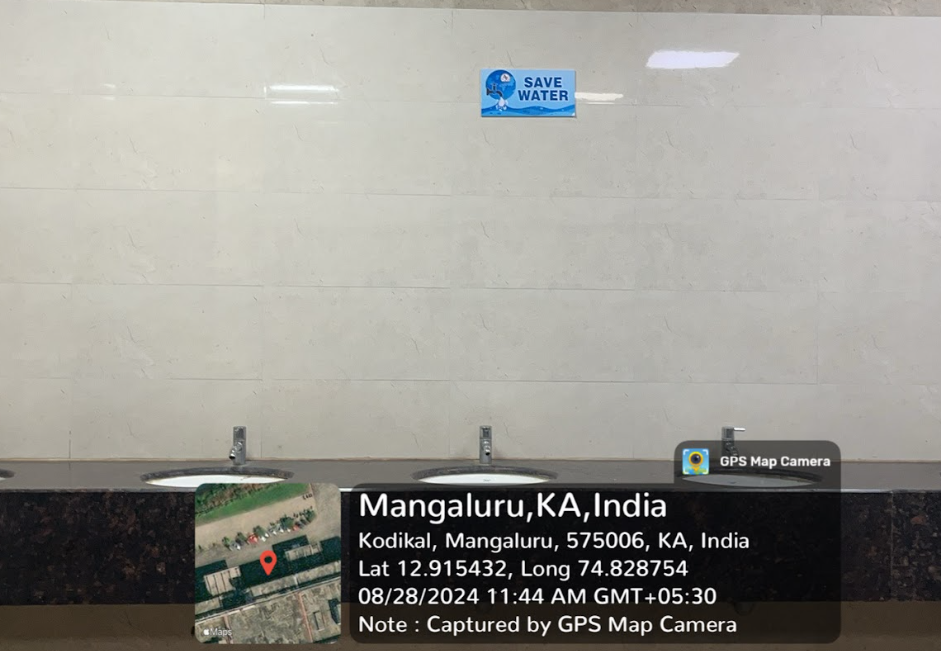 SAVE
WATER
GPS Map Camera
Mangaluru,KA,India
Kodikal, Mangaluru, 575006, KA, India
Lat 12.915432, Long 74.828754
08/28/2024 11:44 AM GMT+05:30
Note : Captured by GPS Map Camera
Maps